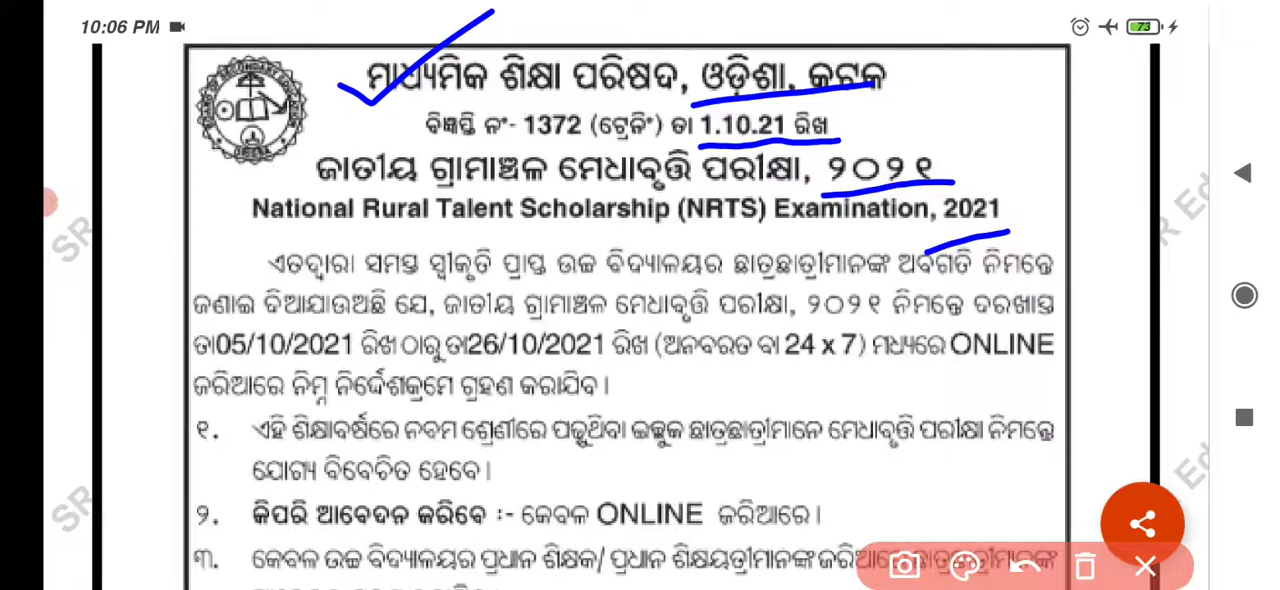 10:06 PM
73
ମାଧ୍ୟମିକ ଶିକ୍ଷା ପରିଷଦ, ଓଡ଼ିଶା, କଟକ
ବିଜ୍ଞପ୍ତି ନଂ- 1372 (ଟ୍ରେନିଂ) ତା 1.10.21 ରିଖ
ଜାତୀୟ ଗ୍ରାମାଞ୍ଚଳ ମେଧାବୃତ୍ତି ପରୀକ୍ଷା, ୨୦୨୧
National Rural Talent Scholarship (NRTS) Examination, 2021
ଏତଦ୍ୱାରା ସମସ୍ତ ସ୍ୱୀକୃତି ପ୍ରାପ୍ତ ଉଚ୍ଚ ବିଦ୍ୟାଳୟର ଛାତ୍ରଛାତ୍ରୀମାନଙ୍କ ଅବଗତି ନିମନ୍ତେ
ଜଣାଇ ଦିଆଯାଉଅଛି ଯେ, ଜାତୀୟ ଗ୍ରାମାଞ୍ଚଳ ମେଧାବୃତ୍ତି ପରୀକ୍ଷା, ୨୦୨୧ ନିମନ୍ତେ ଦରଖାସ୍ତ
ତା05/10/2021 ରିଖ ଠାରୁ ତା26/10/2021 ରିଖ (ଅନବରତ ବା 24 x 7) ମଧ୍ୟରେ ONLINE
ଜରିଆରେ ନିମ୍ନ ନିର୍ଦ୍ଦେଶକ୍ରମେ ଗ୍ରହଣ କରାଯିବ।
୧. ଏହି ଶିକ୍ଷାବର୍ଷରେ ନବମ ଶ୍ରେଣୀରେ ପଢ଼ୁଥିବା ଇଚ୍ଛୁକ ଛାତ୍ରଛାତ୍ରୀମାନେ ମେଧାବୃତ୍ତି ପରୀକ୍ଷା ନିମନ୍ତେ
ଯୋଗ୍ୟ ବିବେଚିତ ହେବେ।
୨. କିପରି ଆବେଦନ କରିବେ :- କେବଳ ONLINE ଜରିଆରେ।
୩. କେବଳ ଉଚ୍ଚ ବିଦ୍ୟାଳୟର ପ୍ରଧାନ ଶିକ୍ଷକ/ ପ୍ରଧାନ ଶିକ୍ଷୟତ୍ରୀମାନଙ୍କ ଜରିଆରେ ଛାତ୍ରଛାତ୍ରୀମାନଙ୍କ